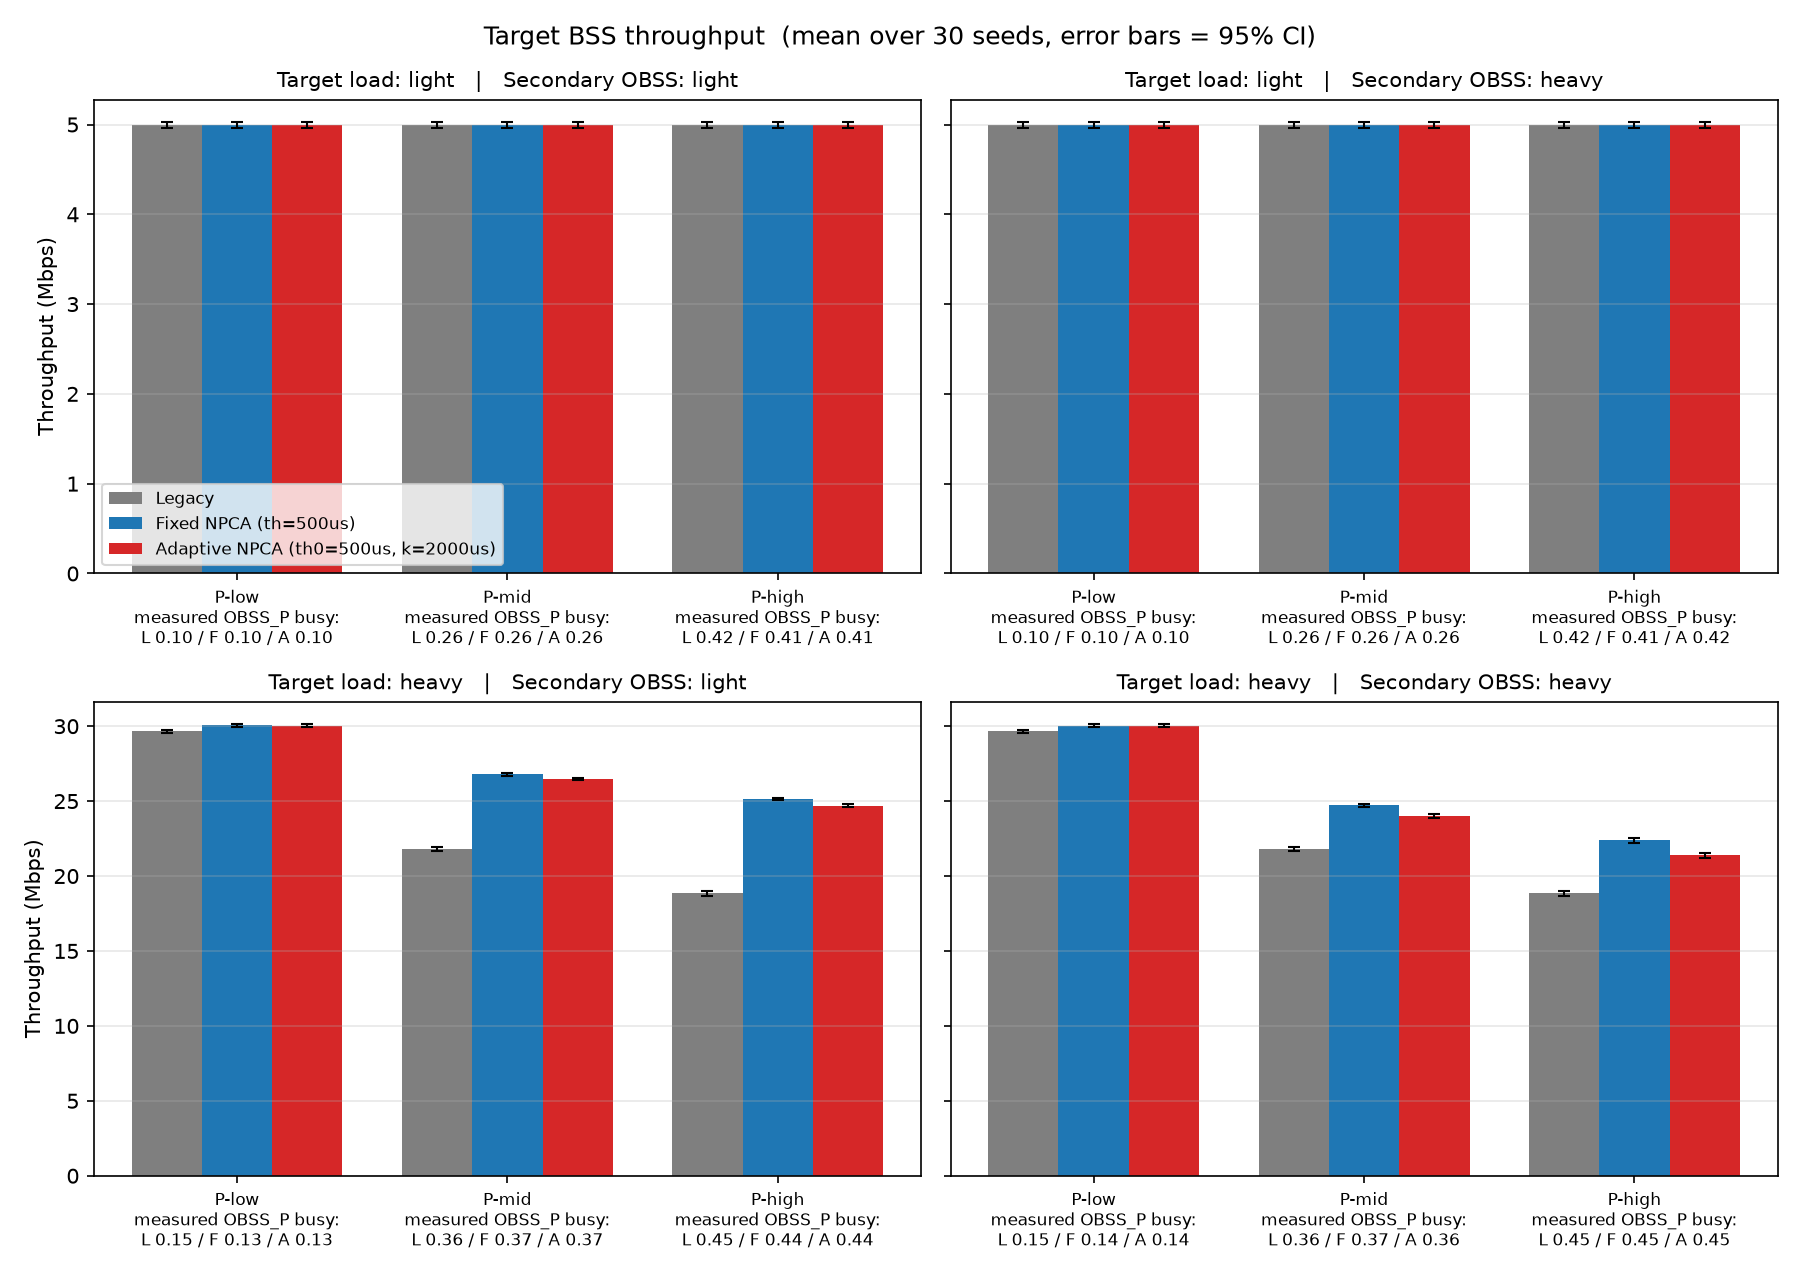 Target BSS throughput  (mean over 30 seeds, error bars = 95% CI)
Target load: light   |   Secondary OBSS: light
Throughput (Mbps)
5
4
3
2
1
0
Legacy
Fixed NPCA (th=500us)
Adaptive NPCA (th0=500us, k=2000us)
P-low
measured OBSS_P busy:
L 0.10 / F 0.10 / A 0.10
P-mid
measured OBSS_P busy:
L 0.26 / F 0.26 / A 0.26
P-high
measured OBSS_P busy:
L 0.42 / F 0.41 / A 0.41
Target load: light   |   Secondary OBSS: heavy
P-low
measured OBSS_P busy:
L 0.10 / F 0.10 / A 0.10
P-mid
measured OBSS_P busy:
L 0.26 / F 0.26 / A 0.26
P-high
measured OBSS_P busy:
L 0.42 / F 0.41 / A 0.42
Target load: heavy   |   Secondary OBSS: light
Throughput (Mbps)
30
25
20
15
10
5
0
P-low
measured OBSS_P busy:
L 0.15 / F 0.13 / A 0.13
P-mid
measured OBSS_P busy:
L 0.36 / F 0.37 / A 0.37
P-high
measured OBSS_P busy:
L 0.45 / F 0.44 / A 0.44
Target load: heavy   |   Secondary OBSS: heavy
P-low
measured OBSS_P busy:
L 0.15 / F 0.14 / A 0.14
P-mid
measured OBSS_P busy:
L 0.36 / F 0.37 / A 0.36
P-high
measured OBSS_P busy:
L 0.45 / F 0.45 / A 0.45